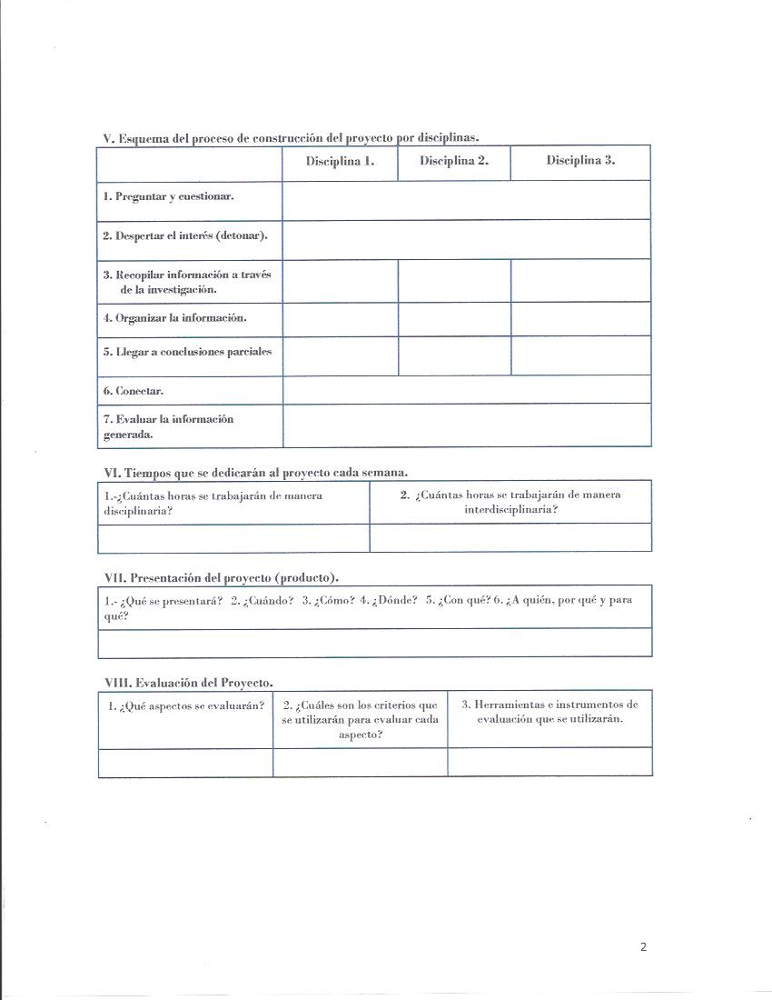 V. Esquema del proceso de construcción del proyecto por disciplinas.
Disciplina 1. Disciplina 2. Disciplina 3.
1. Preguntar y cuestionar.
2. Despertar el interés (detonar).
3. Recopilar información a través
de la investigación.
4. Organizar la información.
5. Llegar a conclusiones parciales
6. Conectar.
7. Evaluar la información
generada.
VI. Tiempos que se dedicarán al proyecto cada semana.
1.-¿Cuántas horas se trabajarán de manera
disciplinaria?
2. ¿Cuántas horas se trabajarán de manera
interdisciplinaria?
VII. Presentación del proyecto (producto).
1.- ¿Qué se presentará? 2. ¿Cuándo? 3. ¿Cómo? 4. ¿Dónde? 5. ¿Con qué? 6. ¿A quién, por qué y para
qué?
VIII. Evaluación del Proyecto.
1. ¿Qué aspectos se evaluarán?
2. ¿Cuáles son los criterios que
se utilizarán para evaluar cada
aspecto?
3. Herramientas e instrumentos de
evaluación que se utilizarán.
2